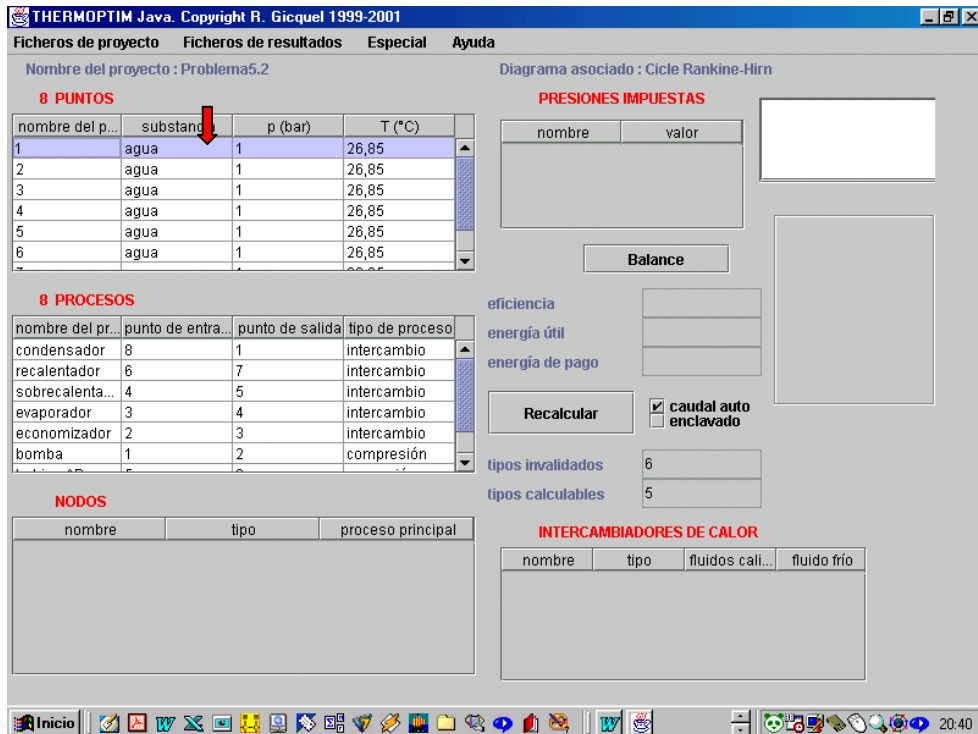 THERMOPTIM Java. Copyright R. Gicquel 1999-2001
Ficheros de proyecto Ficheros de resultados Especial Ayuda
Nombre del proyecto : Problema5.2
Diagrama asociado : Cicle Rankine-Hirn
8 PUNTOS
nombre del p... substancia p (bar) T (°C)
1 agua 1 26,85
2 agua 1 26,85
3 agua 1 26,85
4 agua 1 26,85
5 agua 1 26,85
6 agua 1 26,85
8 PROCESOS
nombre del pr... punto de entra... punto de salida tipo de proceso
condensador 8 1 intercambio
recalentador 6 7 intercambio
sobrecalenta... 4 5 intercambio
evaporador 3 4 intercambio
economizador 2 3 intercambio
bomba 1 2 compresión
NODOS
nombre tipo proceso principal
PRESIONES IMPUESTAS
nombre valor
Balance
eficiencia
energía útil
energía de pago
Recalcular
caudal auto
enclavado
tipos invalidados 6
tipos calculables 5
INTERCAMBIADORES DE CALOR
nombre tipo fluidos cali... fluido frío
Inicio
20:40